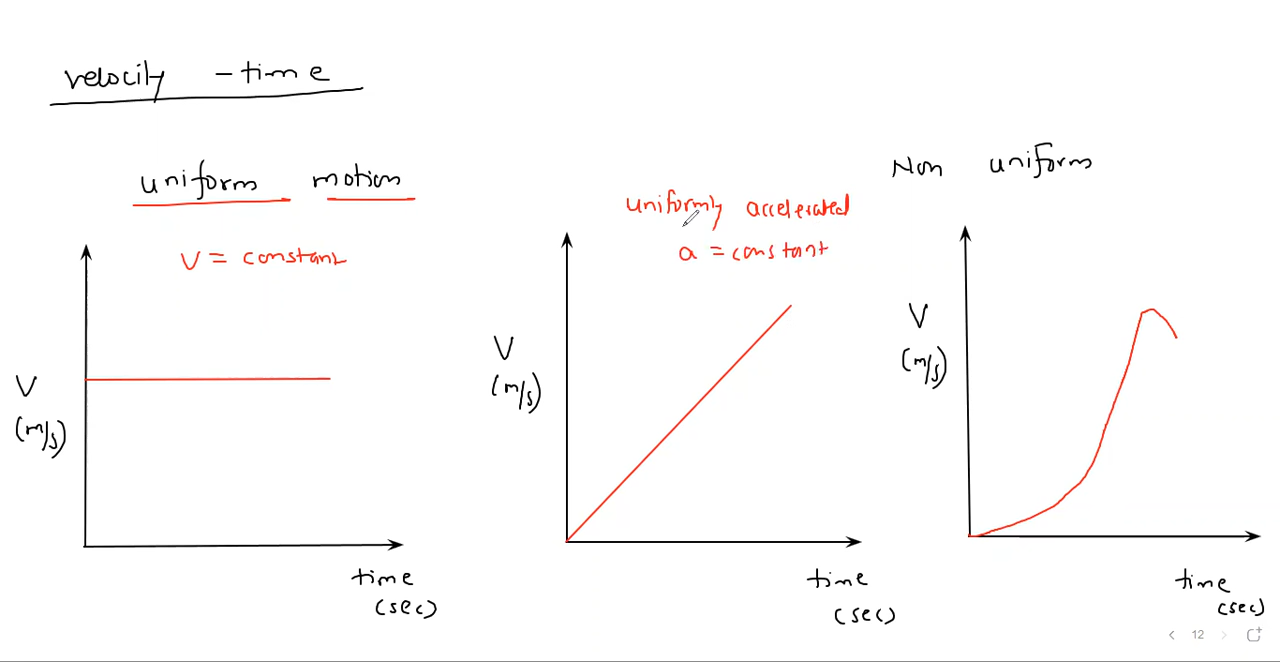 velocity - time
uniform motion
V = constant
V
(m/s)
time
(sec)
uniformly accelerated
a = constant
V
(m/s)
time
(sec)
Non uniform
V
(m/s)
time
(sec)
12